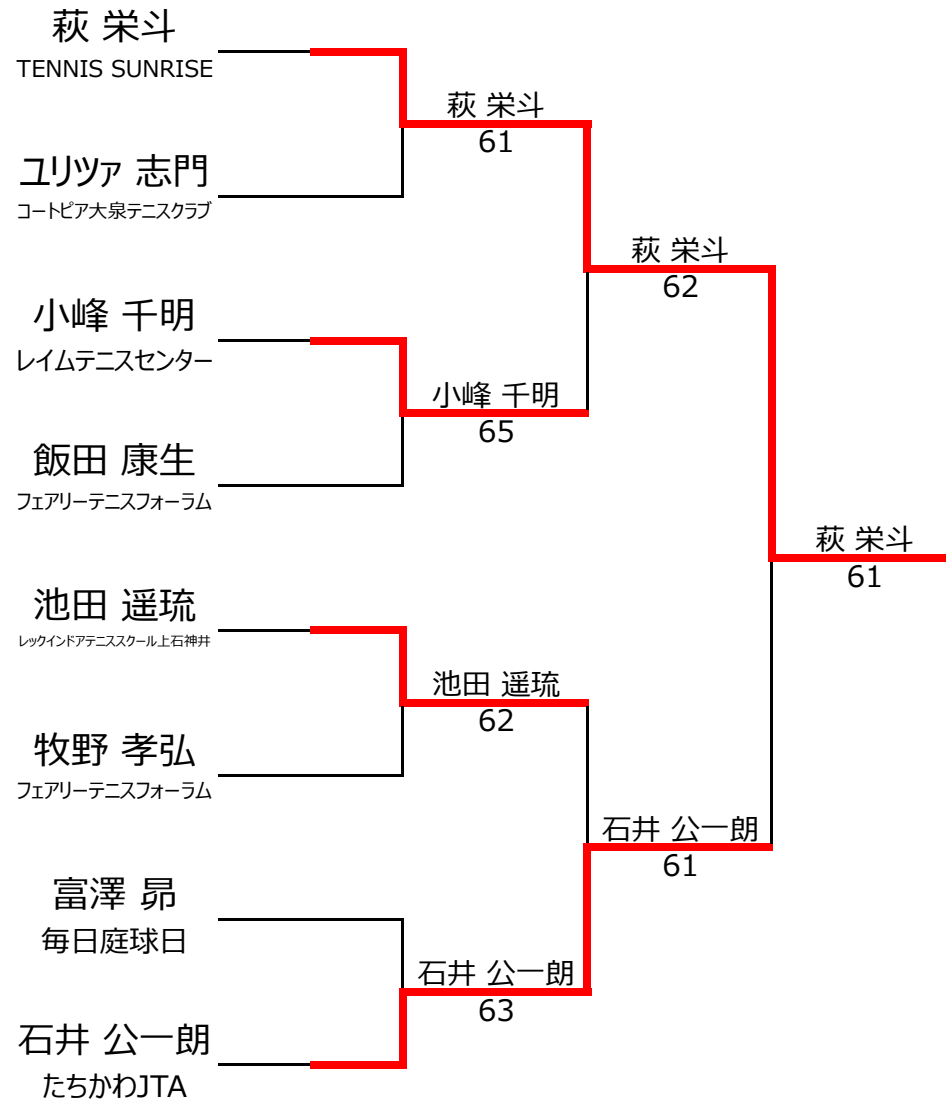 萩 栄斗
TENNIS SUNRISE
萩 栄斗
61
ユリツァ 志門
コートピア大泉テニスクラブ
萩 栄斗
62
小峰 千明
レイムテニスセンター
小峰 千明
65
飯田 康生
フェアリーテニスフォーラム
萩 栄斗
61
池田 遥琉
レックインドアテニススクール上石神井
池田 遥琉
62
牧野 孝弘
フェアリーテニスフォーラム
石井 公一朗
61
富澤 昴
毎日庭球日
石井 公一朗
63
石井 公一朗
たちかわJTA